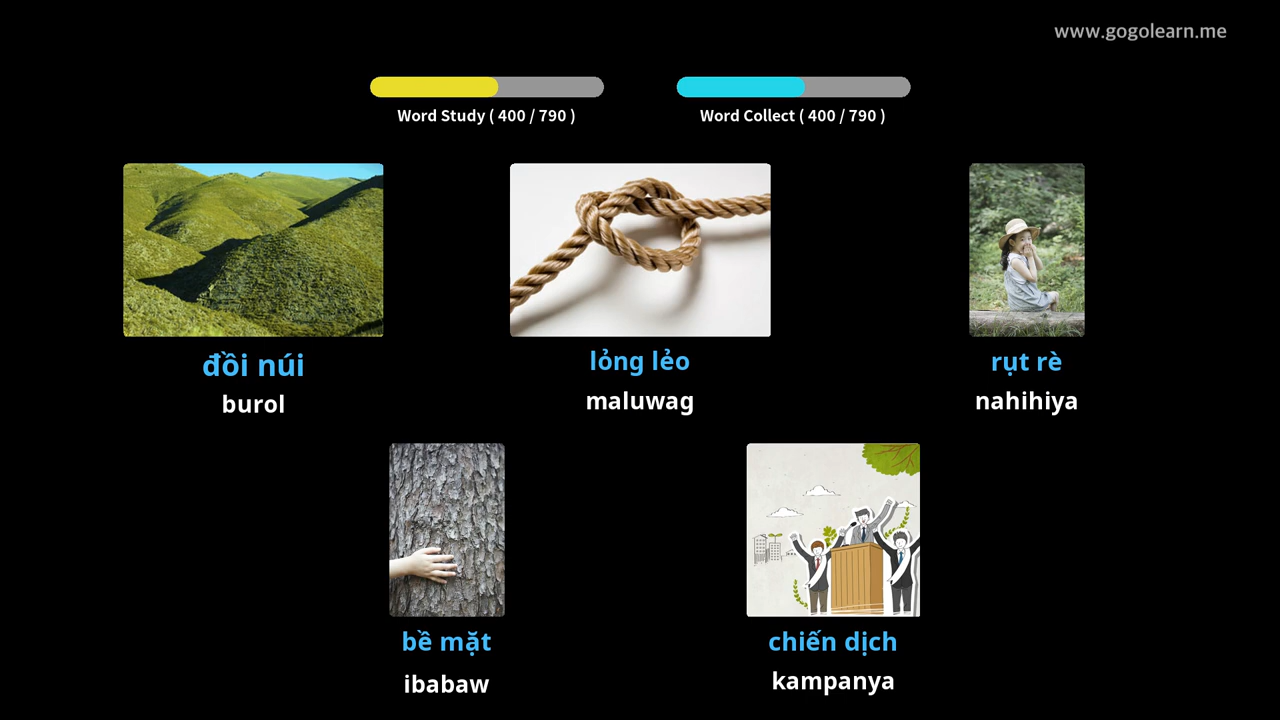 www.gogolearn.me
Word Study ( 400 / 790 )
Word Collect ( 400 / 790 )
đồi núi
burol
lỏng lẻo
maluwag
rụt rè
nahihiya
bề mặt
ibabaw
chiến dịch
kampanya